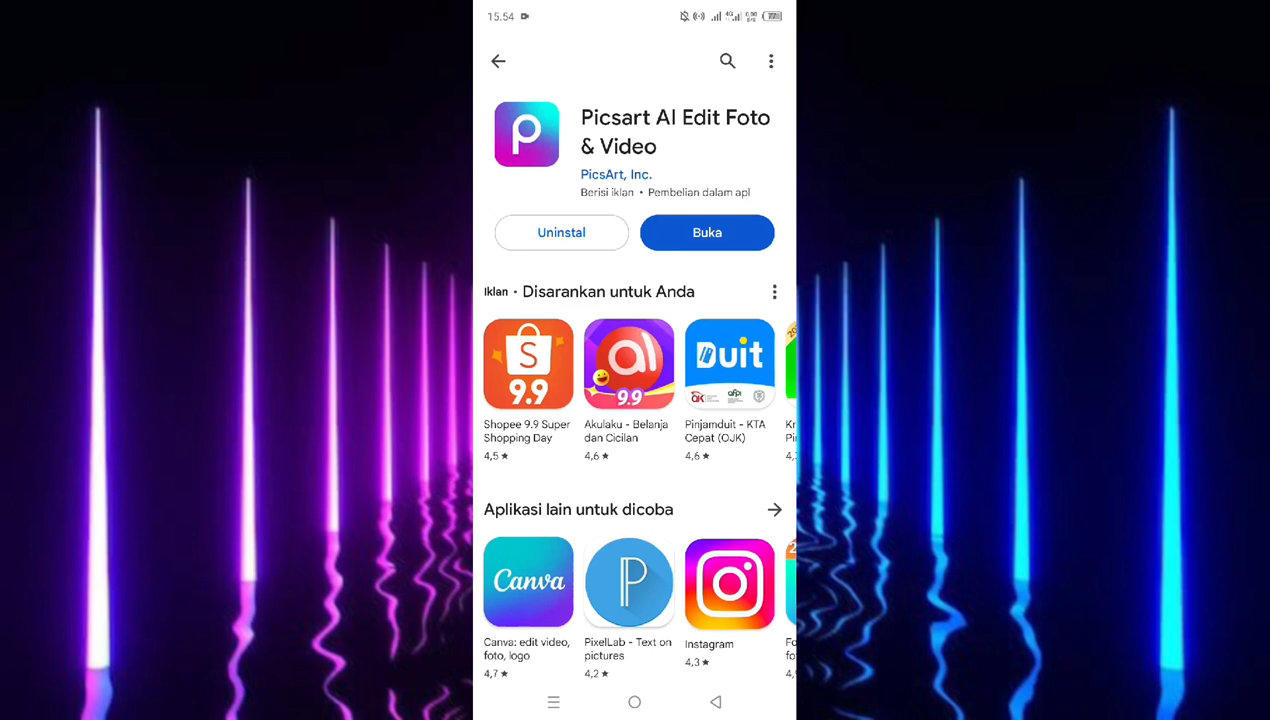 15.54
4G
Picsart AI Edit Foto
& Video
PicsArt, Inc.
Berisi iklan • Pembelian dalam apl
Uninstal
Buka
Iklan • Disarankan untuk Anda
S
9.9
al
9.9
Duit
afpi
Shopee 9.9 Super
Shopping Day
4,5★
Akulaku - Belanja
dan Cicilan
4,6★
Pinjamduit - KTA
Cepat (OJK)
4,6★
Aplikasi lain untuk dicoba
Canva
P
Canva: edit video,
foto, logo
4,7★
PixelLab - Text on
pictures
4,2★
Instagram
4,3★